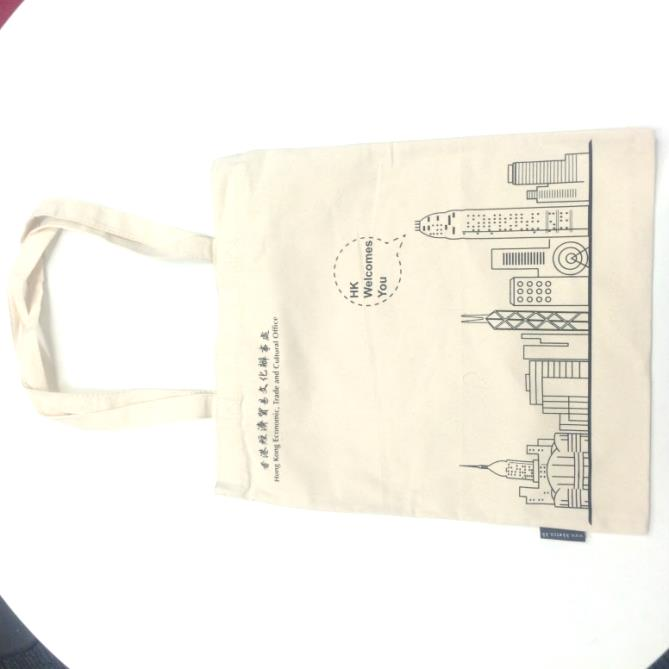 香港經濟貿易文化辦事處
Hong Kong Economic, Trade and Cultural Office
HK
Welcomes
You